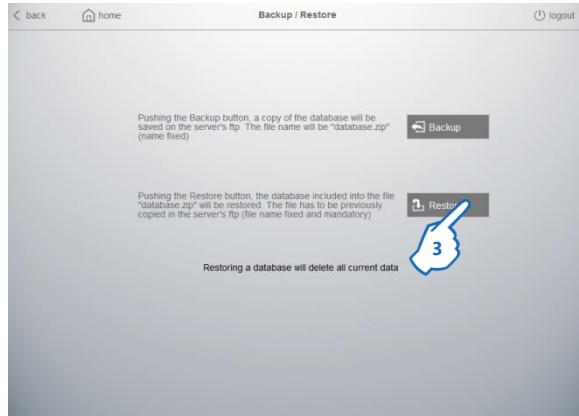 back home Backup / Restore logout
Pushing the Backup button, a copy of the database will be
saved on the server's ftp. The file name will be "database.zip"
(name fixed)
Backup
Pushing the Restore button, the database included into the file
"database.zip" will be restored. The file has to be previously
copied in the server's ftp (file name fixed and mandatory)
Restore
3
Restoring a database will delete all current data